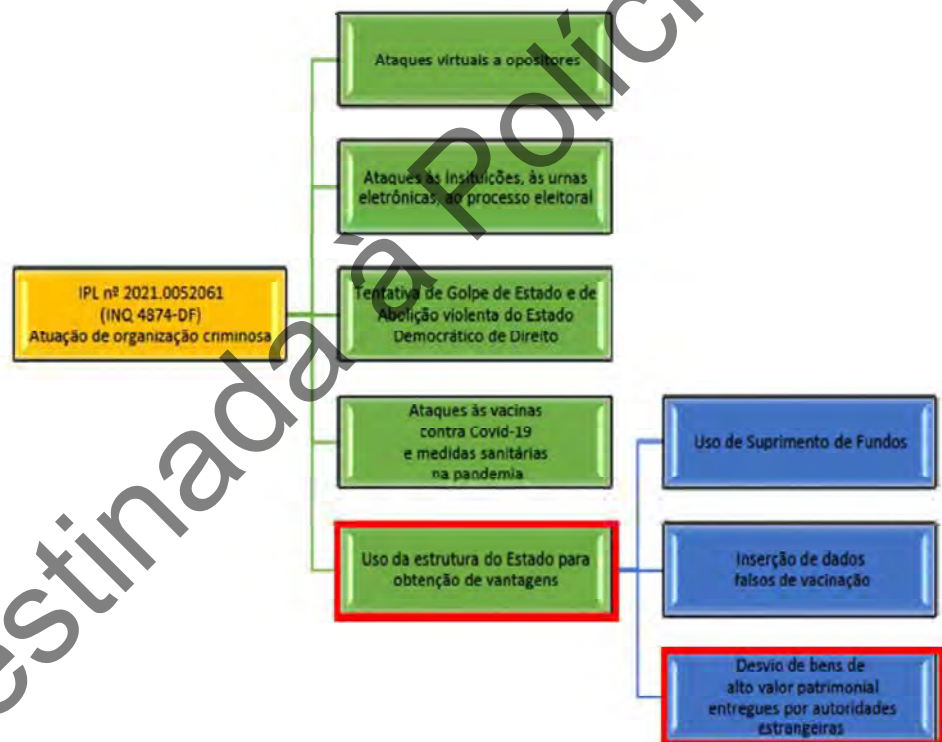 Ataques virtuais a opositores
Ataques às Insituições, às urnas
eletrônicas, ao processo eleitoral
IPL nº 2021.0052061
(INQ 4874-DF)
Atuação de organização criminosa
Tentativa de Golpe de Estado e de
Abolição violenta do Estado
Democrático de Direito
Ataques às vacinas
contra Covid-19
e medidas sanitárias
na pandemia
Uso da estrutura do Estado para
obtenção de vantagens
Uso de Suprimento de Fundos
Inserção de dados
falsos de vacinação
Desvio de bens de
alto valor patrimonial
entregues por autoridades
estrangeiras
estinada à Políci